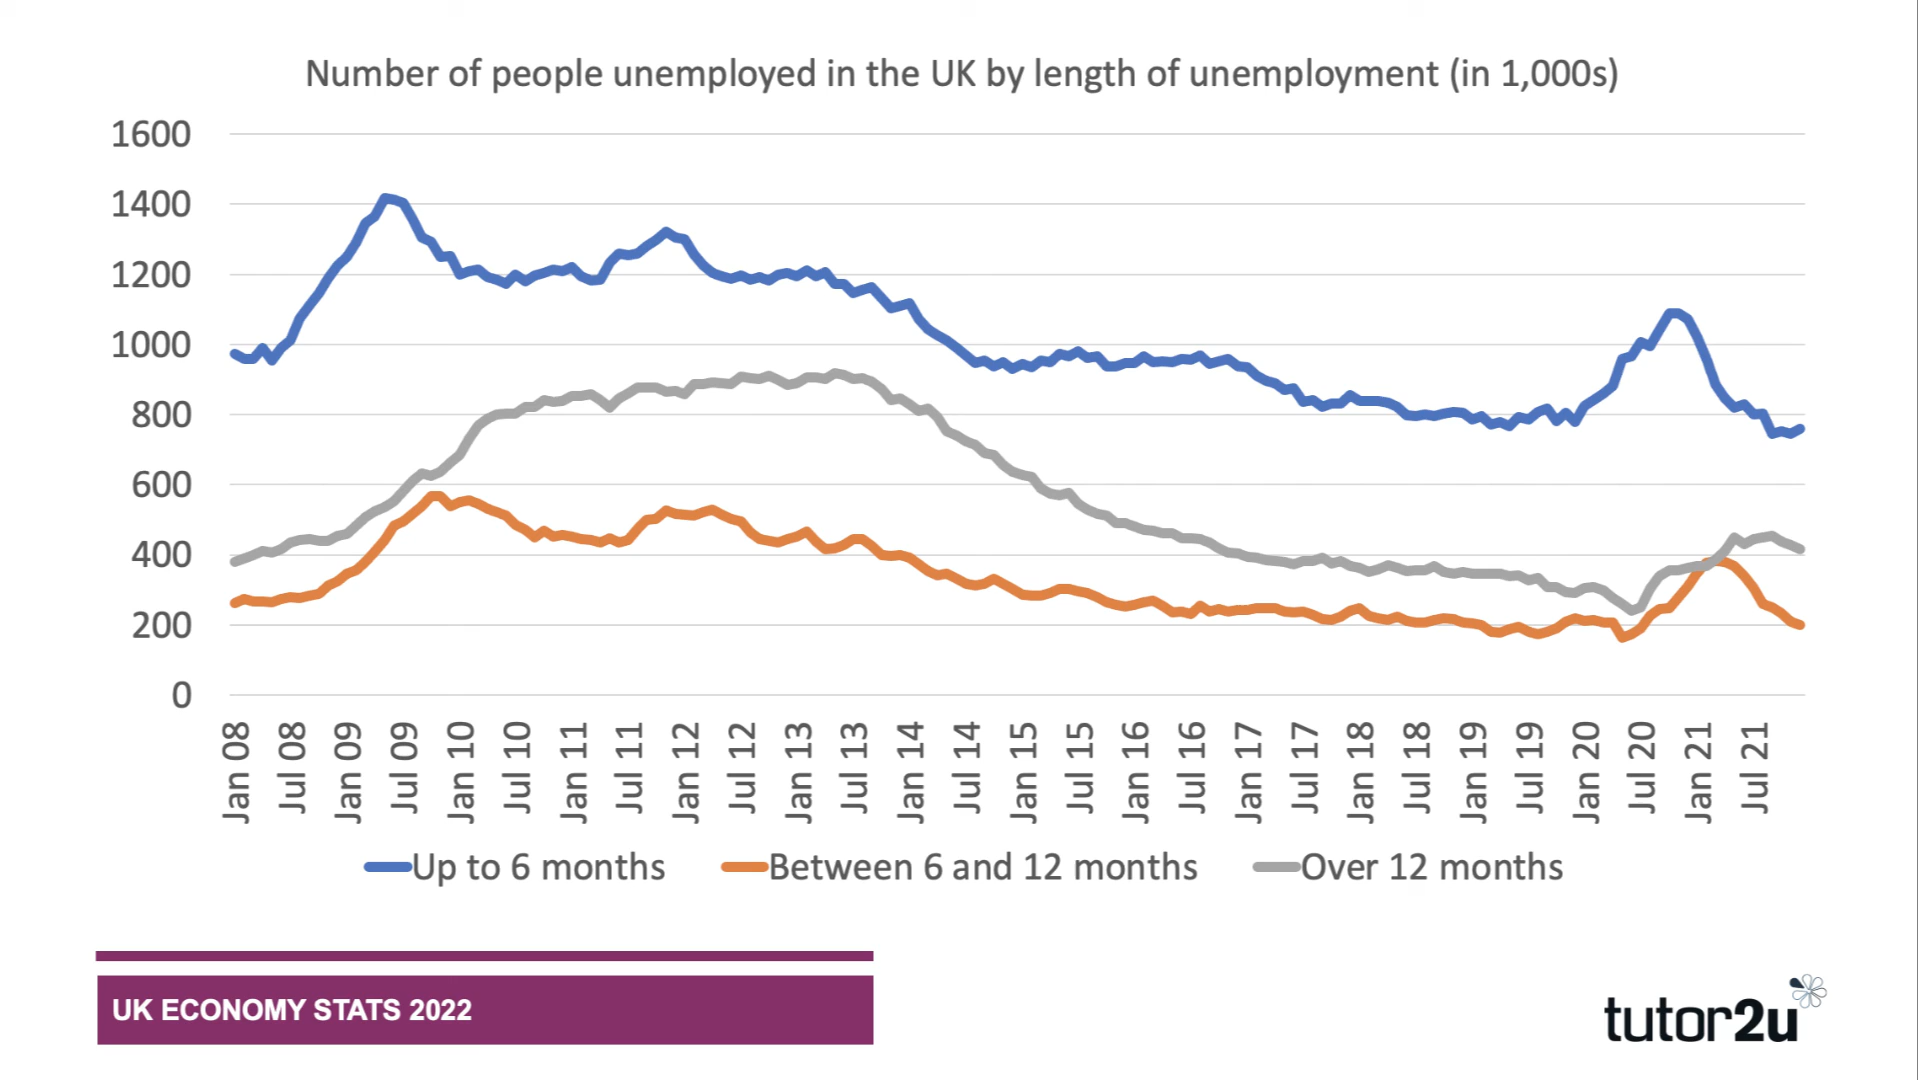 Number of people unemployed in the UK by length of unemployment (in 1,000s)
1600
1400
1200
1000
800
600
400
200
0
Jan 08
Jul 08
Jan 09
Jul 09
Jan 10
Jul 10
Jan 11
Jul 11
Jan 12
Jul 12
Jan 13
Jul 13
Jan 14
Jul 14
Jan 15
Jul 15
Jan 16
Jul 16
Jan 17
Jul 17
Jan 18
Jul 18
Jan 19
Jul 19
Jan 20
Jul 20
Jan 21
Jul 21
Up to 6 months Between 6 and 12 months Over 12 months
UK ECONOMY STATS 2022
tutor2u